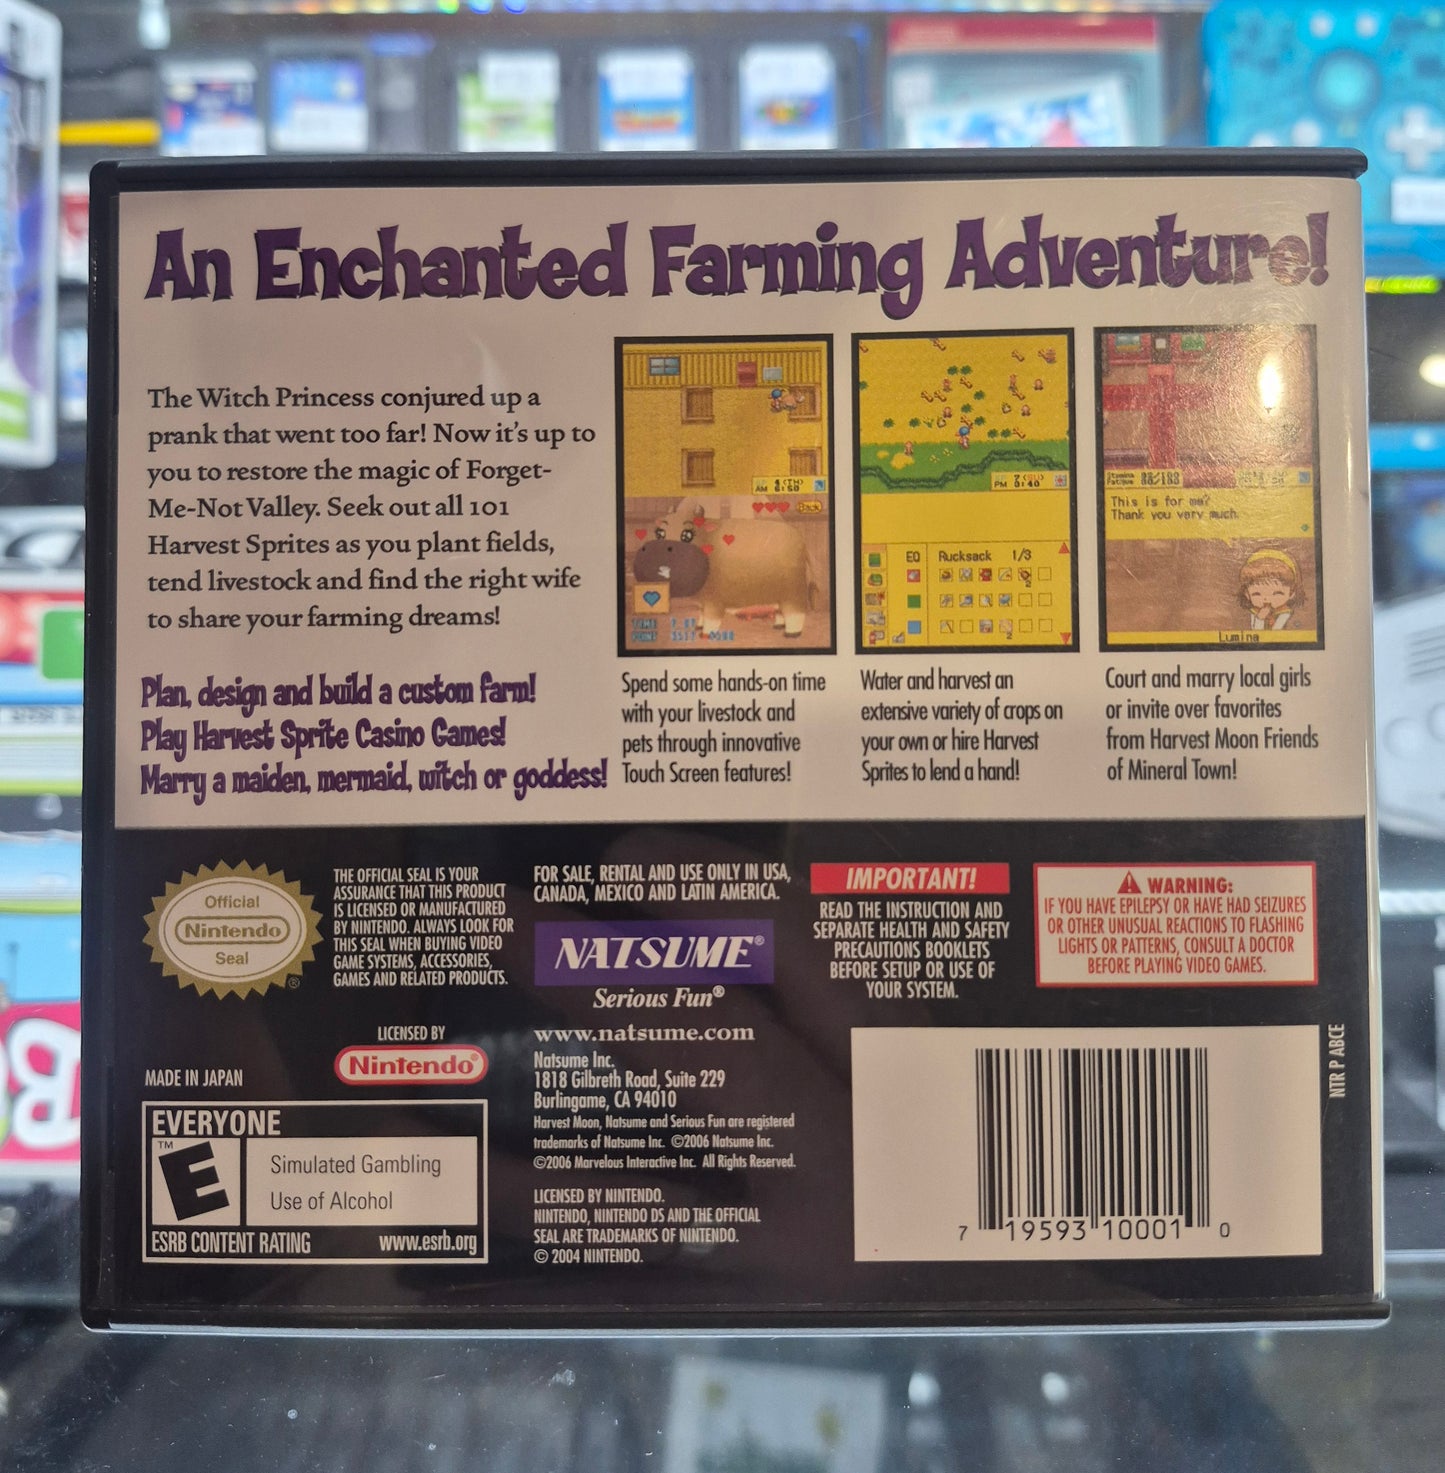 An Enchanted Farming Adventure!
The Witch Princess conjured up a
prank that went too far! Now it's up to
you to restore the magic of Forget-
Me-Not Valley. Seek out all 101
Harvest Sprites as you plant fields,
tend livestock and find the right wife
to share your farming dreams!
Plan, design and build a custom farm!
Play Harvest Sprite Casino Games!
Marry a maiden, mermaid, witch or goddess!
AM 6:50
Back
Spend some hands-on time
with your livestock and
pets through innovative
Touch Screen features!
EQ Rucksack 1/3
Water and harvest an
extensive variety of crops on
your own or hire Harvest
Sprites to lend a hand!
This is for me?
Thank you very much.
Lumina
Court and marry local girls
or invite over favorites
from Harvest Moon Friends
of Mineral Town!
Official
Nintendo
Seal
®
THE OFFICIAL SEAL IS YOUR
ASSURANCE THAT THIS PRODUCT
IS LICENSED OR MANUFACTURED
BY NINTENDO. ALWAYS LOOK FOR
THIS SEAL WHEN BUYING VIDEO
GAME SYSTEMS, ACCESSORIES,
GAMES AND RELATED PRODUCTS.
LICENSED BY
Nintendo®
MADE IN JAPAN
EVERYONE
™
E
Simulated Gambling
Use of Alcohol
ESRB CONTENT RATING www.esrb.org
FOR SALE, RENTAL AND USE ONLY IN USA,
CANADA, MEXICO AND LATIN AMERICA.
NATSUME®
Serious Fun®
www.natsume.com
Natsume Inc.
1818 Gilbreth Road, Suite 229
Burlingame, CA 94010
Harvest Moon, Natsume and Serious Fun are registered
trademarks of Natsume Inc. ©2006 Natsume Inc.
©2006 Marvelous Interactive Inc. All Rights Reserved.
LICENSED BY NINTENDO.
NINTENDO, NINTENDO DS AND THE OFFICIAL
SEAL ARE TRADEMARKS OF NINTENDO.
© 2004 NINTENDO.
IMPORTANT!
READ THE INSTRUCTION AND
SEPARATE HEALTH AND SAFETY
PRECAUTIONS BOOKLETS
BEFORE SETUP OR USE OF
YOUR SYSTEM.
WARNING:
IF YOU HAVE EPILEPSY OR HAVE HAD SEIZURES
OR OTHER UNUSUAL REACTIONS TO FLASHING
LIGHTS OR PATTERNS, CONSULT A DOCTOR
BEFORE PLAYING VIDEO GAMES.
NTR P ABCE
7 19593 10001 0